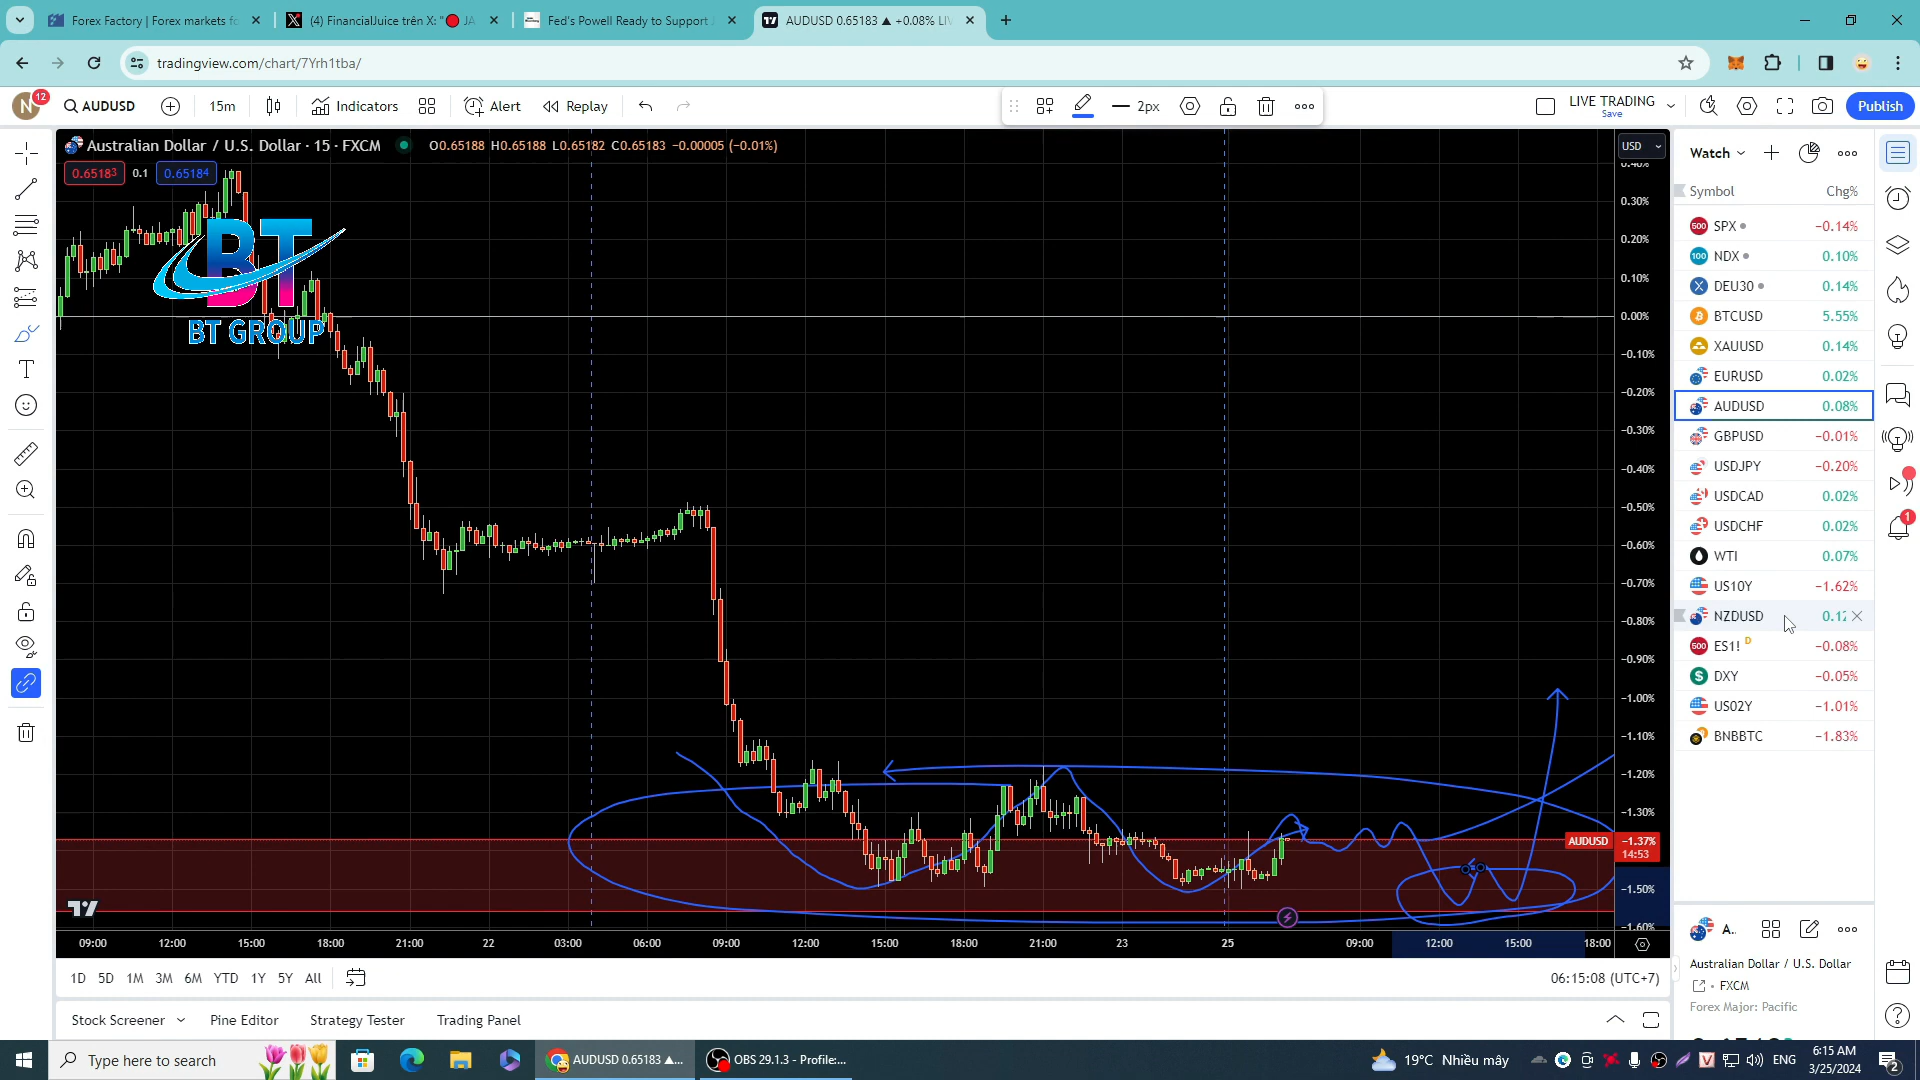 Forex Factory | Forex markets fo
(4) FinancialJuice trên X: "🔴 JA
Fed's Powell Ready to Support J
AUDUSD 0.65183 ▲ +0.08% LIV
tradingview.com/chart/7Yrh1tba/
N 12
AUDUSD
15m
Indicators
Alert
Replay
2px
LIVE TRADING
Save
Publish
Australian Dollar / U.S. Dollar · 15 · FXCM
O0.65188 H0.65188 L0.65182 C0.65183 −0.00005 (−0.01%)
0.65183 0.1 0.65184
BT
BT GROUP
USD
0.40%
0.30%
0.20%
0.10%
0.00%
−0.10%
−0.20%
−0.30%
−0.40%
−0.50%
−0.60%
−0.70%
−0.80%
−0.90%
−1.00%
−1.10%
−1.20%
−1.30%
AUDUSD −1.37%
14:53
−1.50%
−1.60%
09:00 12:00 15:00 18:00 21:00 22 03:00 06:00 09:00 12:00 15:00 18:00 21:00 23 25 09:00 12:00 15:00 18:00
1D 5D 1M 3M 6M YTD 1Y 5Y All
06:15:08 (UTC+7)
Stock Screener
Pine Editor
Strategy Tester
Trading Panel
Watch
Symbol Chg%
SPX −0.14%
NDX 0.10%
DEU30 0.14%
BTCUSD 5.55%
XAUUSD 0.14%
EURUSD 0.02%
AUDUSD 0.08%
GBPUSD −0.01%
USDJPY −0.20%
USDCAD 0.02%
USDCHF 0.02%
WTI 0.07%
US10Y −1.62%
NZDUSD 0.12
ES1! D −0.08%
DXY −0.05%
US02Y −1.01%
BNBBTC −1.83%
A..
Australian Dollar / U.S. Dollar
FXCM
Forex Major: Pacific
1
Type here to search
AUDUSD 0.65183 ▲...
OBS 29.1.3 - Profile:...
19°C Nhiều mây
ENG
6:15 AM
3/25/2024
2